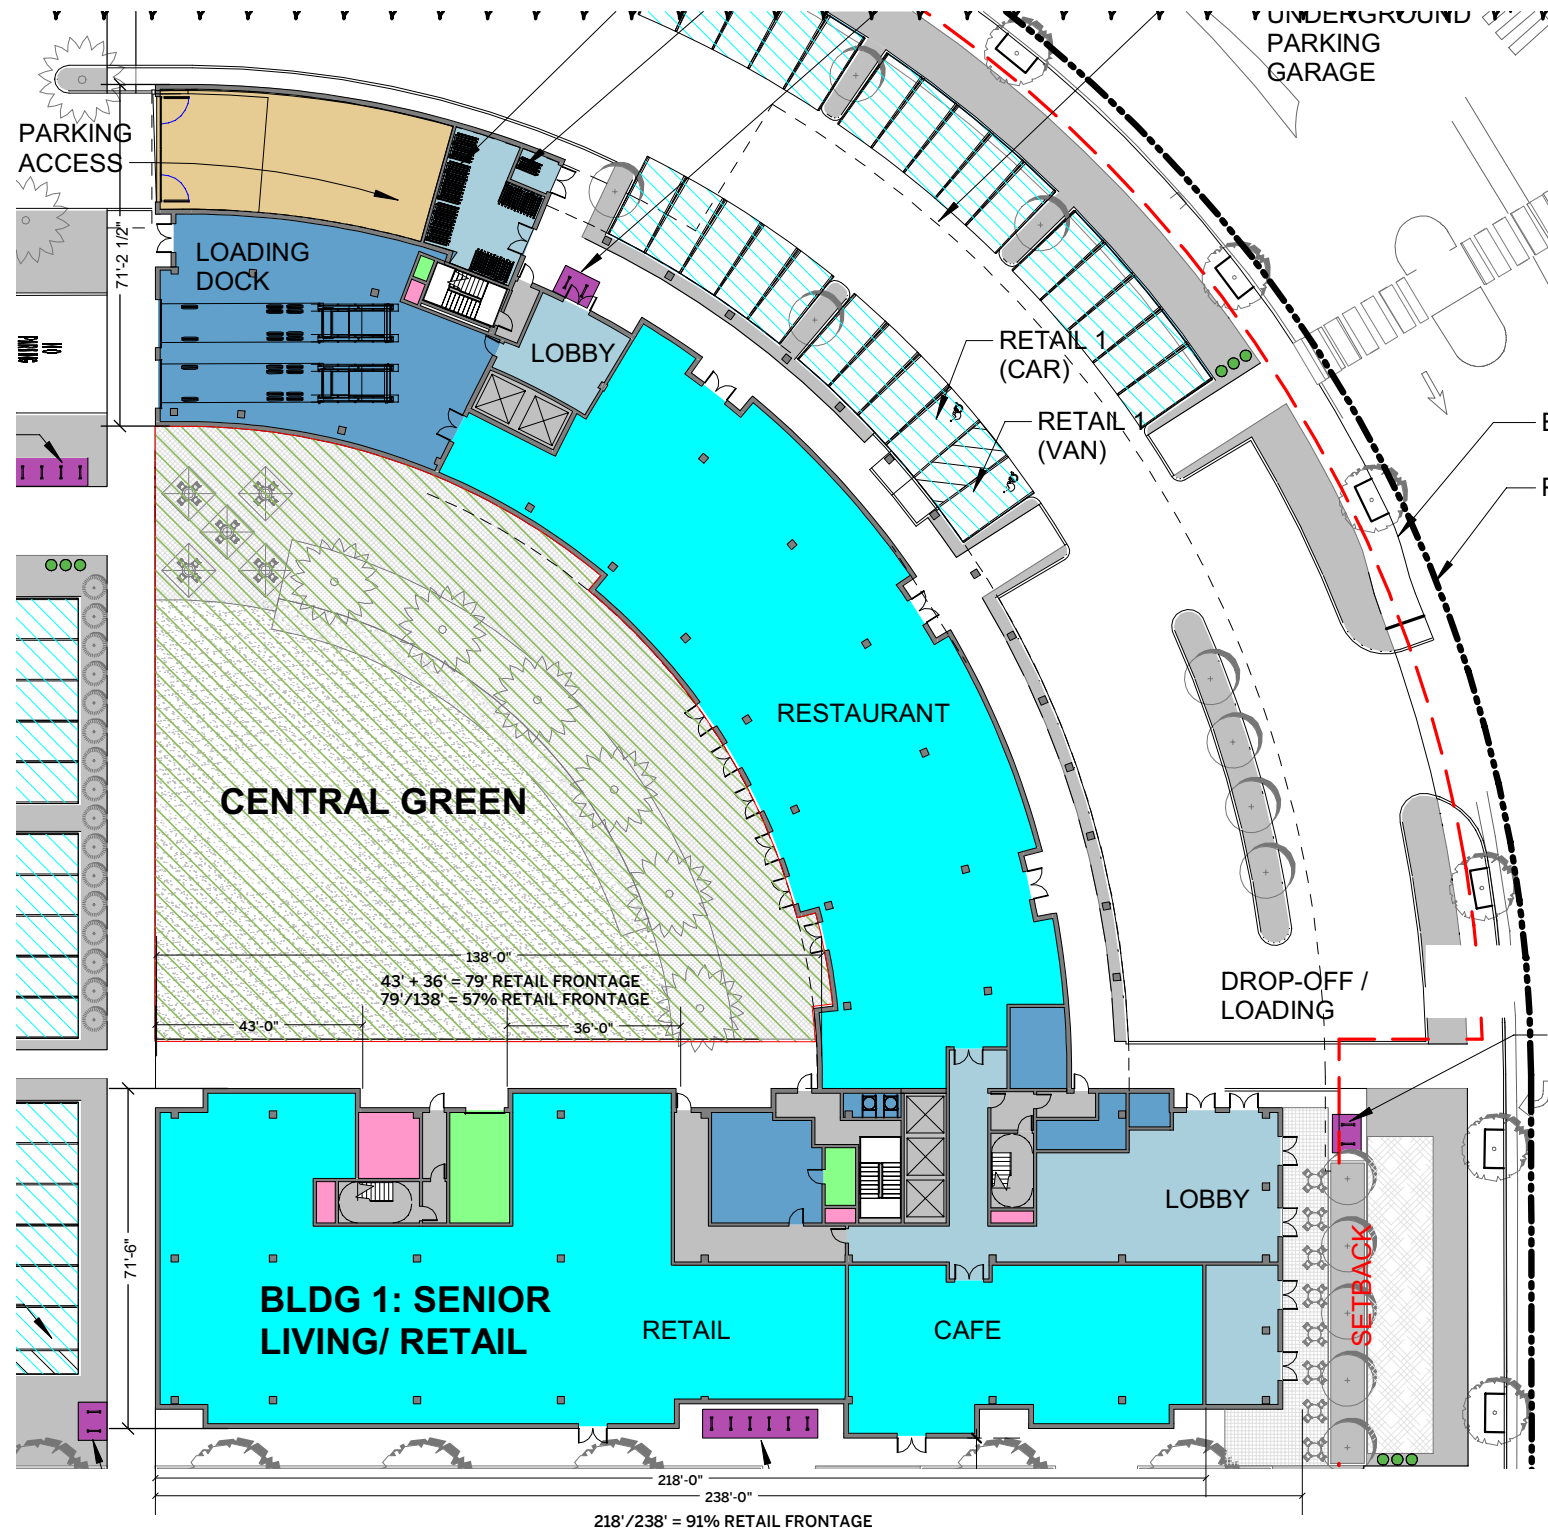 UNDERGROUND
PARKING
GARAGE
PARKING
ACCESS
71'-2 1/2"
LOADING
DOCK
NO
PARKING
LOBBY
RETAIL 1
(CAR)
RETAIL 1
(VAN)
E
F
RESTAURANT
CENTRAL GREEN
138'-0"
43' + 36' = 79' RETAIL FRONTAGE
79'/138' = 57% RETAIL FRONTAGE
43'-0"
36'-0"
DROP-OFF /
LOADING
LOBBY
71'-6"
SETBACK
BLDG 1: SENIOR
LIVING/ RETAIL
RETAIL
CAFE
218'-0"
238'-0"
218'/238' = 91% RETAIL FRONTAGE